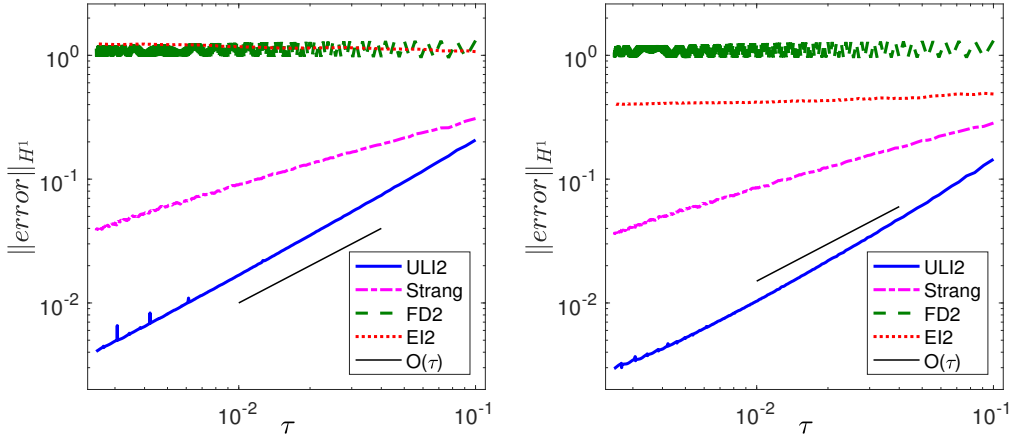 10^0
10^-1
10^-2
||error||_{H^1}
ULI2
Strang
FD2
EI2
O(τ)
10^-2
10^-1
τ
10^0
10^-1
10^-2
||error||_{H^1}
ULI2
Strang
FD2
EI2
O(τ)
10^-2
10^-1
τ